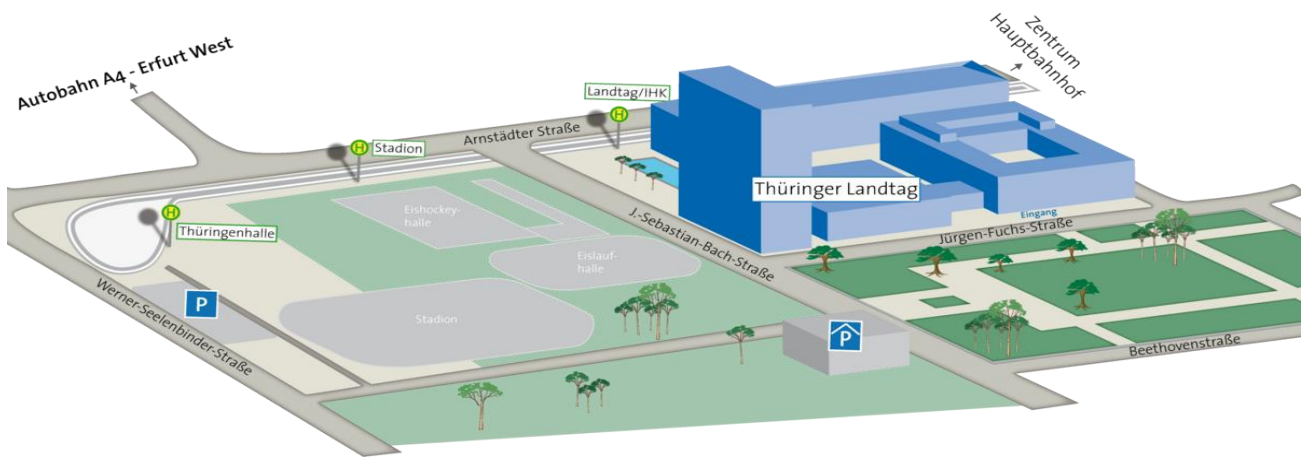 Autobahn A4 - Erfurt West
Zentrum
Hauptbahnhof
Landtag/IHK
H
Arnstädter Straße
H
Stadion
H
Thüringenhalle
Eishockey-
halle
Eislauf-
halle
Stadion
J.-Sebastian-Bach-Straße
Thüringer Landtag
Eingang
Jürgen-Fuchs-Straße
P
Werner-Seelenbinder-Straße
P
Beethovenstraße